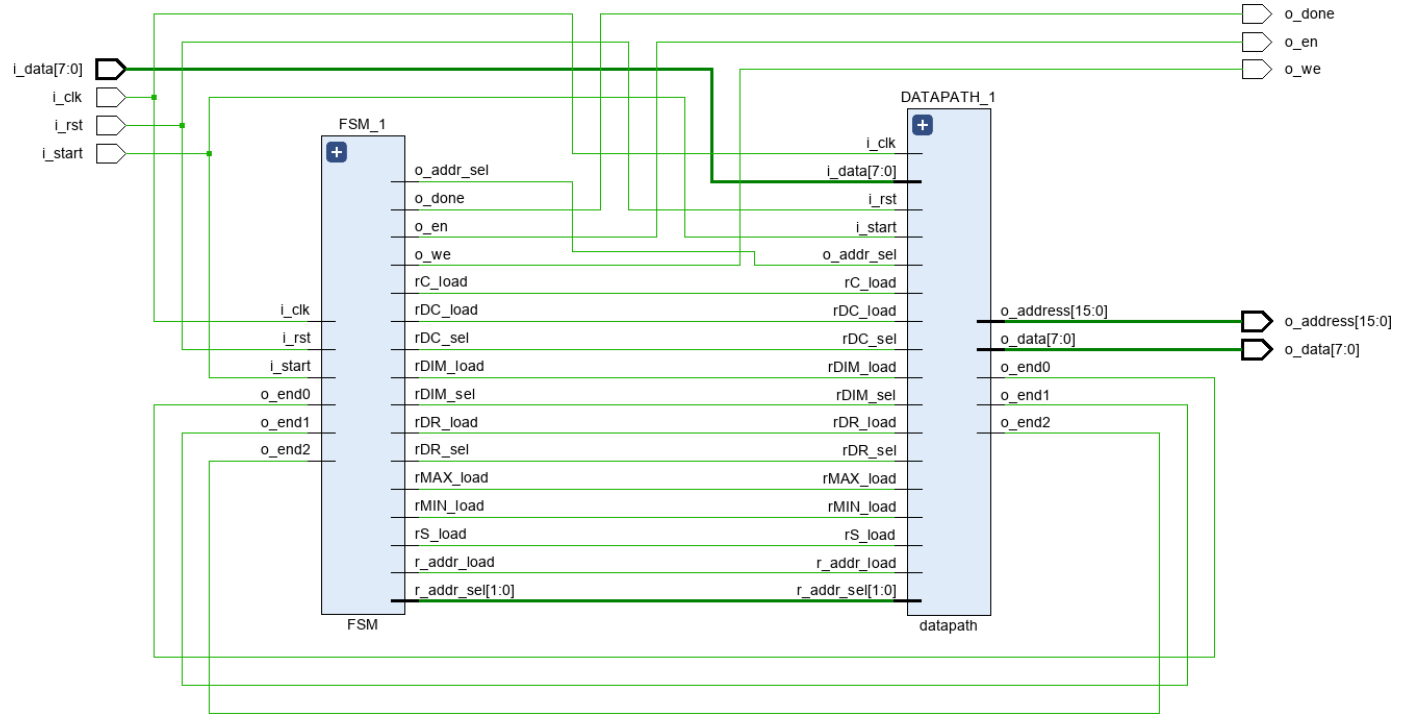 o_done
o_en
i_data[7:0]
o_we
i_clk
i_rst
i_start
FSM_1
o_addr_sel
o_done
o_en
o_we
rC_load
rDC_load
rDC_sel
rDIM_load
rDIM_sel
rDR_load
rDR_sel
rMAX_load
rMIN_load
rS_load
r_addr_load
r_addr_sel[1:0]
i_clk
i_rst
i_start
o_end0
o_end1
o_end2
FSM
DATAPATH_1
i_clk
i_data[7:0]
i_rst
i_start
o_addr_sel
rC_load
rDC_load
rDC_sel
rDIM_load
rDIM_sel
rDR_load
rDR_sel
rMAX_load
rMIN_load
rS_load
r_addr_load
r_addr_sel[1:0]
o_address[15:0]
o_data[7:0]
o_end0
o_end1
o_end2
datapath
o_address[15:0]
o_data[7:0]